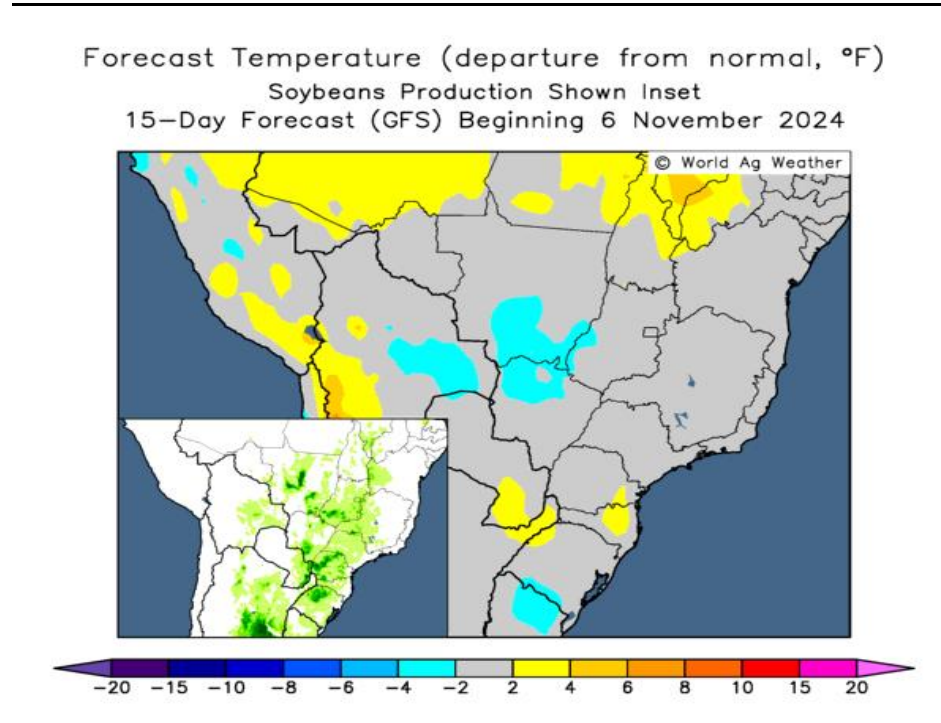 Forecast Temperature (departure from normal, °F)
Soybeans Production Shown Inset
15-Day Forecast (GFS) Beginning 6 November 2024
© World Ag Weather
-20 -15 -10 -8 -6 -4 -2 2 4 6 8 10 15 20